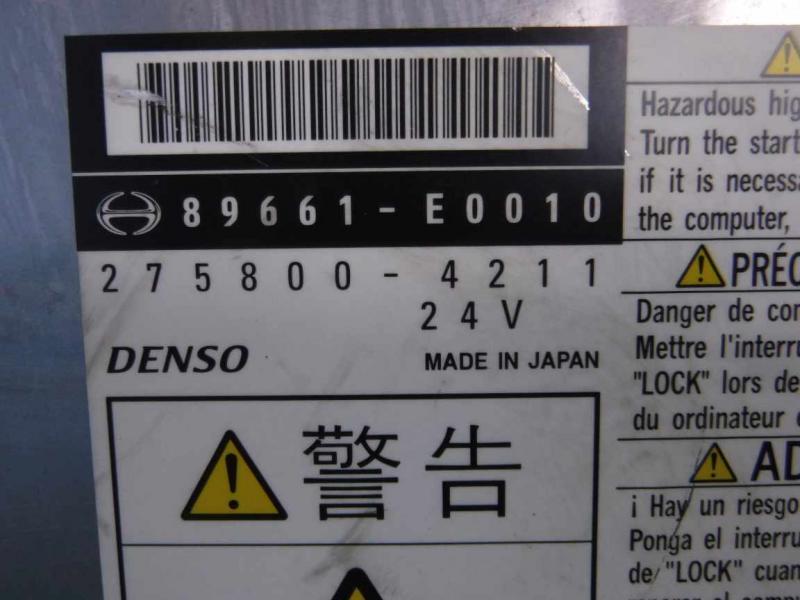 89661-E0010
275800-4211
24V
DENSO
MADE IN JAPAN
警告
Hazardous hig
Turn the start
if it is necess
the computer,
PRÉC
Danger de con
Mettre l'interru
"LOCK" lors de
du ordinateur
AD
¡ Hay un riesgo
Ponga el interru
de "LOCK" cuan